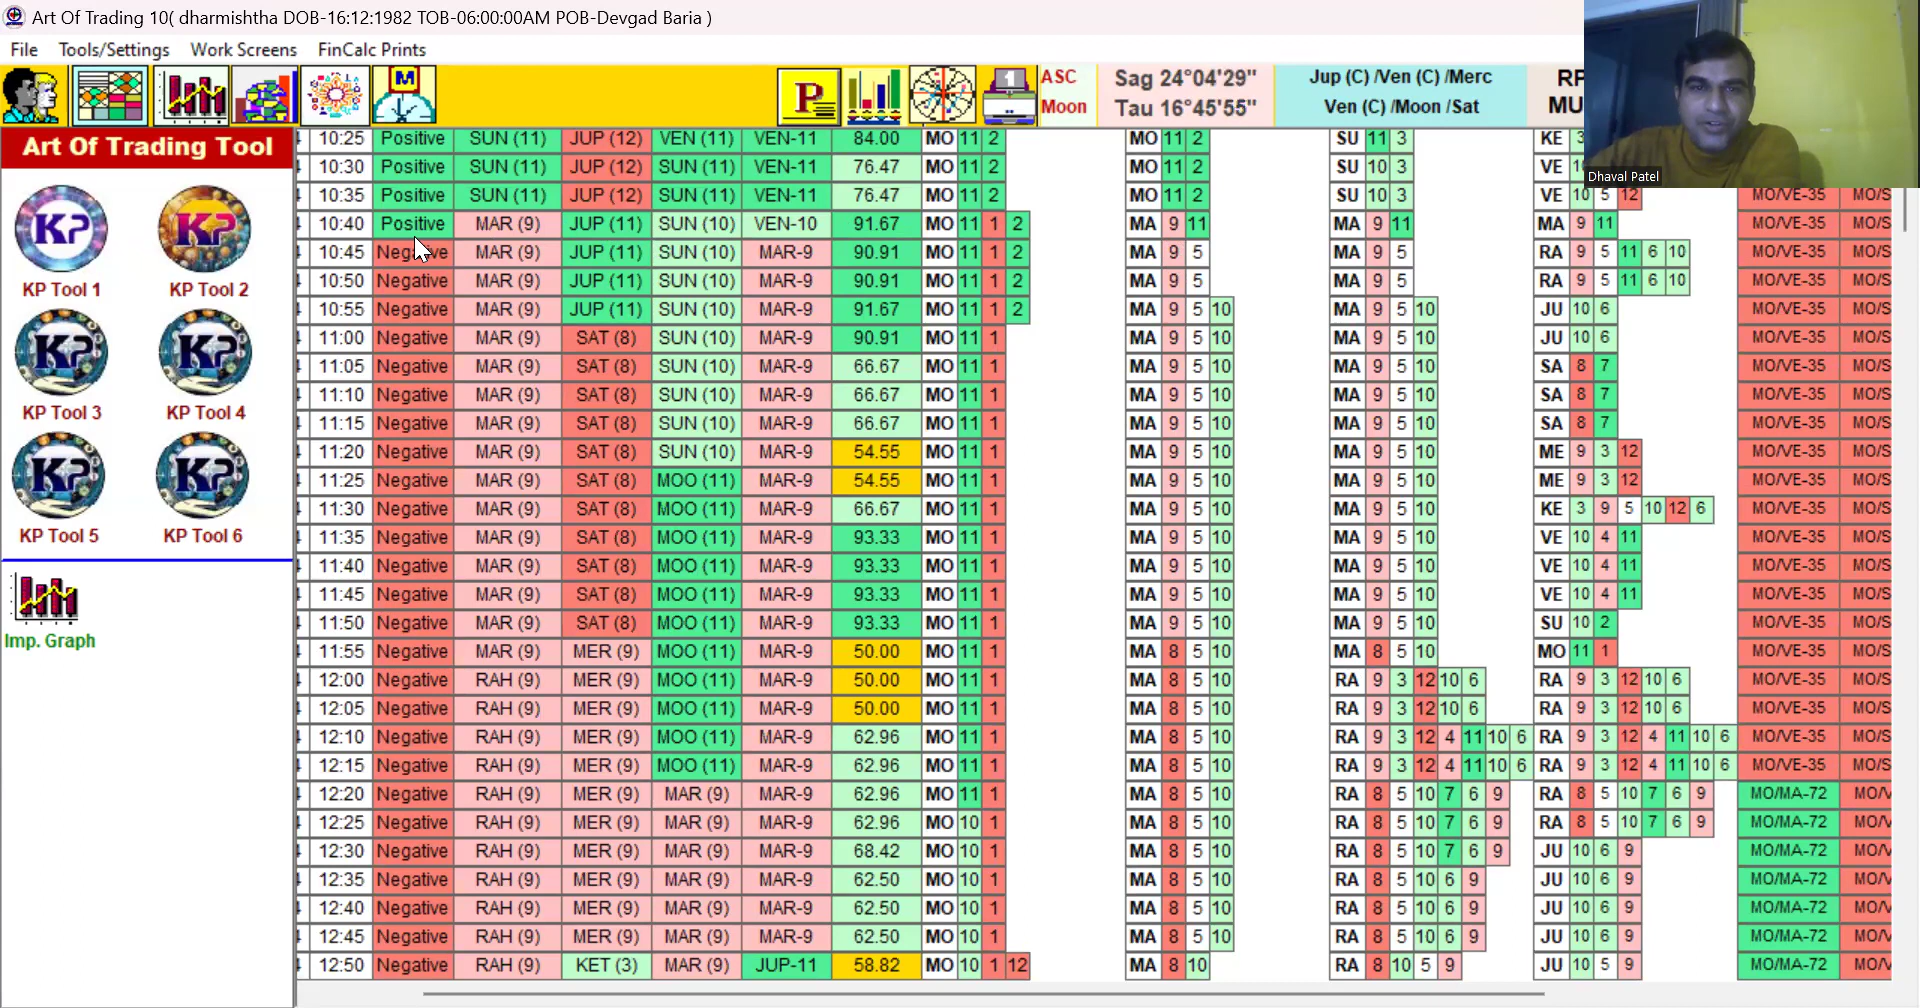 Art Of Trading 10( dharmishtha DOB-16:12:1982 TOB-06:00:00AM POB-Devgad Baria )
File Tools/Settings Work Screens FinCalc Prints
M P 1 ASC Sag 24°04'29" Jup (C) /Ven (C) /Merc RP
Moon Tau 16°45'55" Ven (C) /Moon /Sat MU
Dhaval Patel
Art Of Trading Tool
KP KP
KP Tool 1 KP Tool 2
KP KP
KP Tool 3 KP Tool 4
KP KP
KP Tool 5 KP Tool 6
Imp. Graph
10:25 Positive SUN (11) JUP (12) VEN (11) VEN-11 84.00 MO 11 2 MO 11 2 SU 11 3 KE 3
10:30 Positive SUN (11) JUP (12) SUN (11) VEN-11 76.47 MO 11 2 MO 11 2 SU 10 3 VE
10:35 Positive SUN (11) JUP (12) SUN (11) VEN-11 76.47 MO 11 2 MO 11 2 SU 10 3 VE 10 5 12 MO/VE-35 MO/S
10:40 Positive MAR (9) JUP (11) SUN (10) VEN-10 91.67 MO 11 1 2 MA 9 11 MA 9 11 MA 9 11 MO/VE-35 MO/S
10:45 Negative MAR (9) JUP (11) SUN (10) MAR-9 90.91 MO 11 1 2 MA 9 5 MA 9 5 RA 9 5 11 6 10 MO/VE-35 MO/S
10:50 Negative MAR (9) JUP (11) SUN (10) MAR-9 90.91 MO 11 1 2 MA 9 5 MA 9 5 RA 9 5 11 6 10 MO/VE-35 MO/S
10:55 Negative MAR (9) JUP (11) SUN (10) MAR-9 91.67 MO 11 1 2 MA 9 5 10 MA 9 5 10 JU 10 6 MO/VE-35 MO/S
11:00 Negative MAR (9) SAT (8) SUN (10) MAR-9 90.91 MO 11 1 MA 9 5 10 MA 9 5 10 JU 10 6 MO/VE-35 MO/S
11:05 Negative MAR (9) SAT (8) SUN (10) MAR-9 66.67 MO 11 1 MA 9 5 10 MA 9 5 10 SA 8 7 MO/VE-35 MO/S
11:10 Negative MAR (9) SAT (8) SUN (10) MAR-9 66.67 MO 11 1 MA 9 5 10 MA 9 5 10 SA 8 7 MO/VE-35 MO/S
11:15 Negative MAR (9) SAT (8) SUN (10) MAR-9 66.67 MO 11 1 MA 9 5 10 MA 9 5 10 SA 8 7 MO/VE-35 MO/S
11:20 Negative MAR (9) SAT (8) SUN (10) MAR-9 54.55 MO 11 1 MA 9 5 10 MA 9 5 10 ME 9 3 12 MO/VE-35 MO/S
11:25 Negative MAR (9) SAT (8) MOO (11) MAR-9 54.55 MO 11 1 MA 9 5 10 MA 9 5 10 ME 9 3 12 MO/VE-35 MO/S
11:30 Negative MAR (9) SAT (8) MOO (11) MAR-9 66.67 MO 11 1 MA 9 5 10 MA 9 5 10 KE 3 9 5 10 12 6 MO/VE-35 MO/S
11:35 Negative MAR (9) SAT (8) MOO (11) MAR-9 93.33 MO 11 1 MA 9 5 10 MA 9 5 10 VE 10 4 11 MO/VE-35 MO/S
11:40 Negative MAR (9) SAT (8) MOO (11) MAR-9 93.33 MO 11 1 MA 9 5 10 MA 9 5 10 VE 10 4 11 MO/VE-35 MO/S
11:45 Negative MAR (9) SAT (8) MOO (11) MAR-9 93.33 MO 11 1 MA 9 5 10 MA 9 5 10 VE 10 4 11 MO/VE-35 MO/S
11:50 Negative MAR (9) SAT (8) MOO (11) MAR-9 93.33 MO 11 1 MA 9 5 10 MA 9 5 10 SU 10 2 MO/VE-35 MO/S
11:55 Negative MAR (9) MER (9) MOO (11) MAR-9 50.00 MO 11 1 MA 8 5 10 MA 8 5 10 MO 11 1 MO/VE-35 MO/S
12:00 Negative RAH (9) MER (9) MOO (11) MAR-9 50.00 MO 11 1 MA 8 5 10 RA 9 3 12 10 6 RA 9 3 12 10 6 MO/VE-35 MO/S
12:05 Negative RAH (9) MER (9) MOO (11) MAR-9 50.00 MO 11 1 MA 8 5 10 RA 9 3 12 10 6 RA 9 3 12 10 6 MO/VE-35 MO/S
12:10 Negative RAH (9) MER (9) MOO (11) MAR-9 62.96 MO 11 1 MA 8 5 10 RA 9 3 12 4 11 10 6 RA 9 3 12 4 11 10 6 MO/VE-35 MO/S
12:15 Negative RAH (9) MER (9) MOO (11) MAR-9 62.96 MO 11 1 MA 8 5 10 RA 9 3 12 4 11 10 6 RA 9 3 12 4 11 10 6 MO/VE-35 MO/S
12:20 Negative RAH (9) MER (9) MAR (9) MAR-9 62.96 MO 11 1 MA 8 5 10 RA 8 5 10 7 6 9 RA 8 5 10 7 6 9 MO/MA-72 MO/V
12:25 Negative RAH (9) MER (9) MAR (9) MAR-9 62.96 MO 10 1 MA 8 5 10 RA 8 5 10 7 6 9 RA 8 5 10 7 6 9 MO/MA-72 MO/V
12:30 Negative RAH (9) MER (9) MAR (9) MAR-9 68.42 MO 10 1 MA 8 5 10 RA 8 5 10 7 6 9 JU 10 6 9 MO/MA-72 MO/V
12:35 Negative RAH (9) MER (9) MAR (9) MAR-9 62.50 MO 10 1 MA 8 5 10 RA 8 5 10 6 9 JU 10 6 9 MO/MA-72 MO/V
12:40 Negative RAH (9) MER (9) MAR (9) MAR-9 62.50 MO 10 1 MA 8 5 10 RA 8 5 10 6 9 JU 10 6 9 MO/MA-72 MO/V
12:45 Negative RAH (9) MER (9) MAR (9) MAR-9 62.50 MO 10 1 MA 8 5 10 RA 8 5 10 6 9 JU 10 6 9 MO/MA-72 MO/V
12:50 Negative RAH (9) KET (3) MAR (9) JUP-11 58.82 MO 10 1 12 MA 8 10 RA 8 10 5 9 JU 10 5 9 MO/MA-72 MO/V